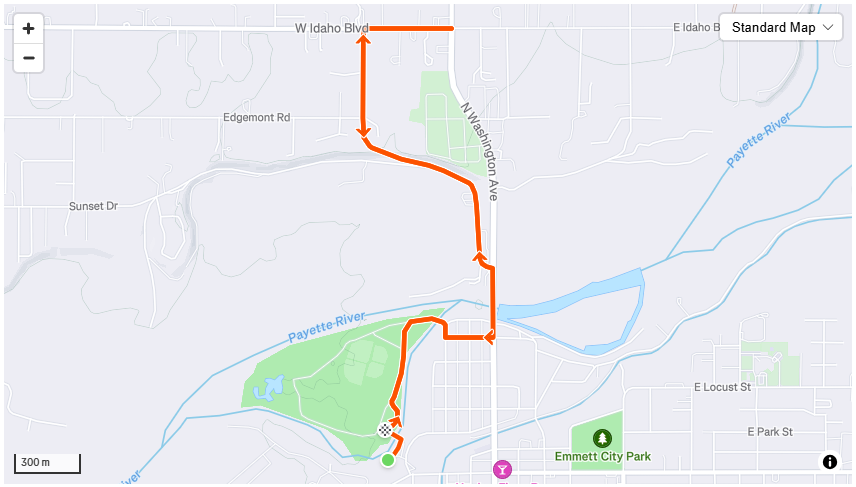 W Idaho Blvd
E Idaho B
Standard Map
Edgemont Rd
N Washington Ave
Payette River
Sunset Dr
Payette River
E Locust St
E Park St
Emmett City Park
300 m